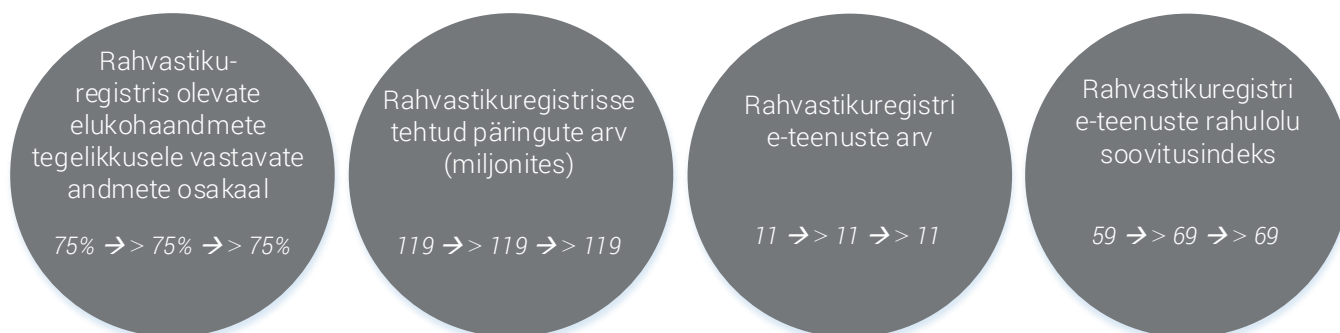 Rahvastiku-
registris olevate
elukohaandmete
tegelikkusele vastavate
andmete osakaal
75% → > 75% → > 75%
Rahvastikuregistrisse
tehtud päringute arv
(miljonites)
119 → > 119 → > 119
Rahvastikuregistri
e-teenuste arv
11 → > 11 → > 11
Rahvastikuregistri
e-teenuste rahulolu
soovitusindeks
59 → > 69 → > 69